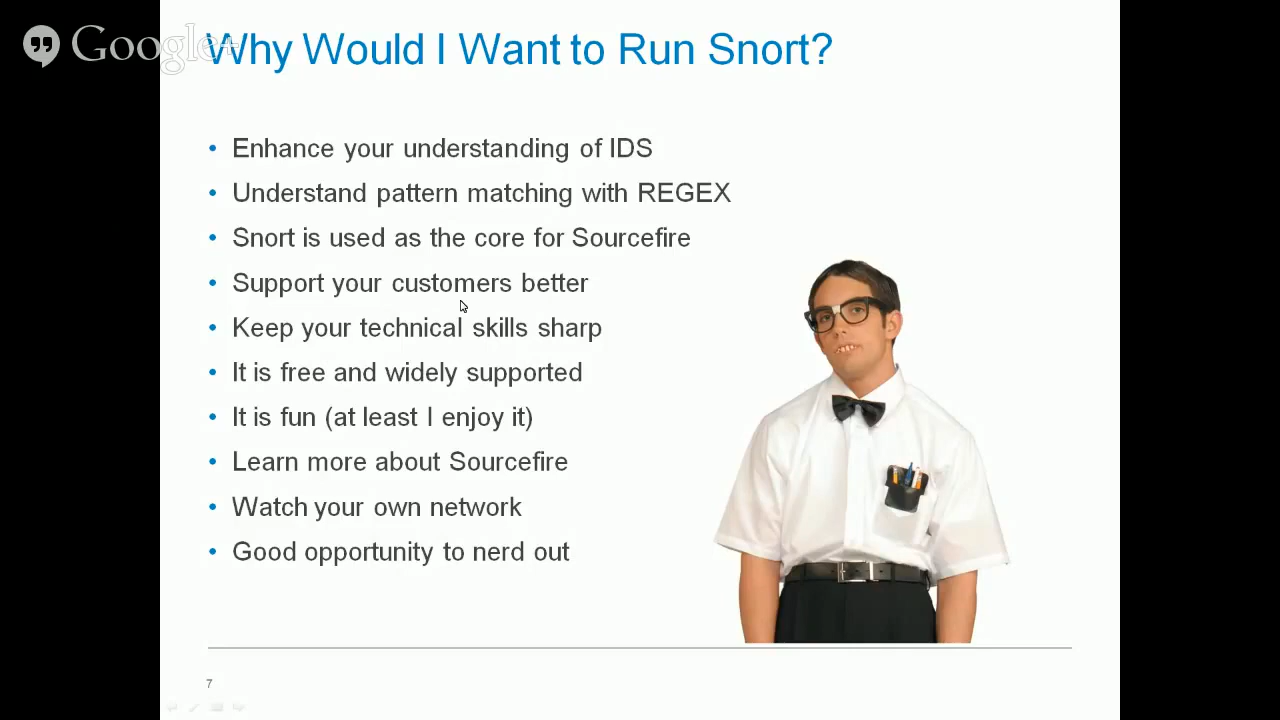 Google+
Why Would I Want to Run Snort?
• Enhance your understanding of IDS
• Understand pattern matching with REGEX
• Snort is used as the core for Sourcefire
• Support your customers better
• Keep your technical skills sharp
• It is free and widely supported
• It is fun (at least I enjoy it)
• Learn more about Sourcefire
• Watch your own network
• Good opportunity to nerd out
7